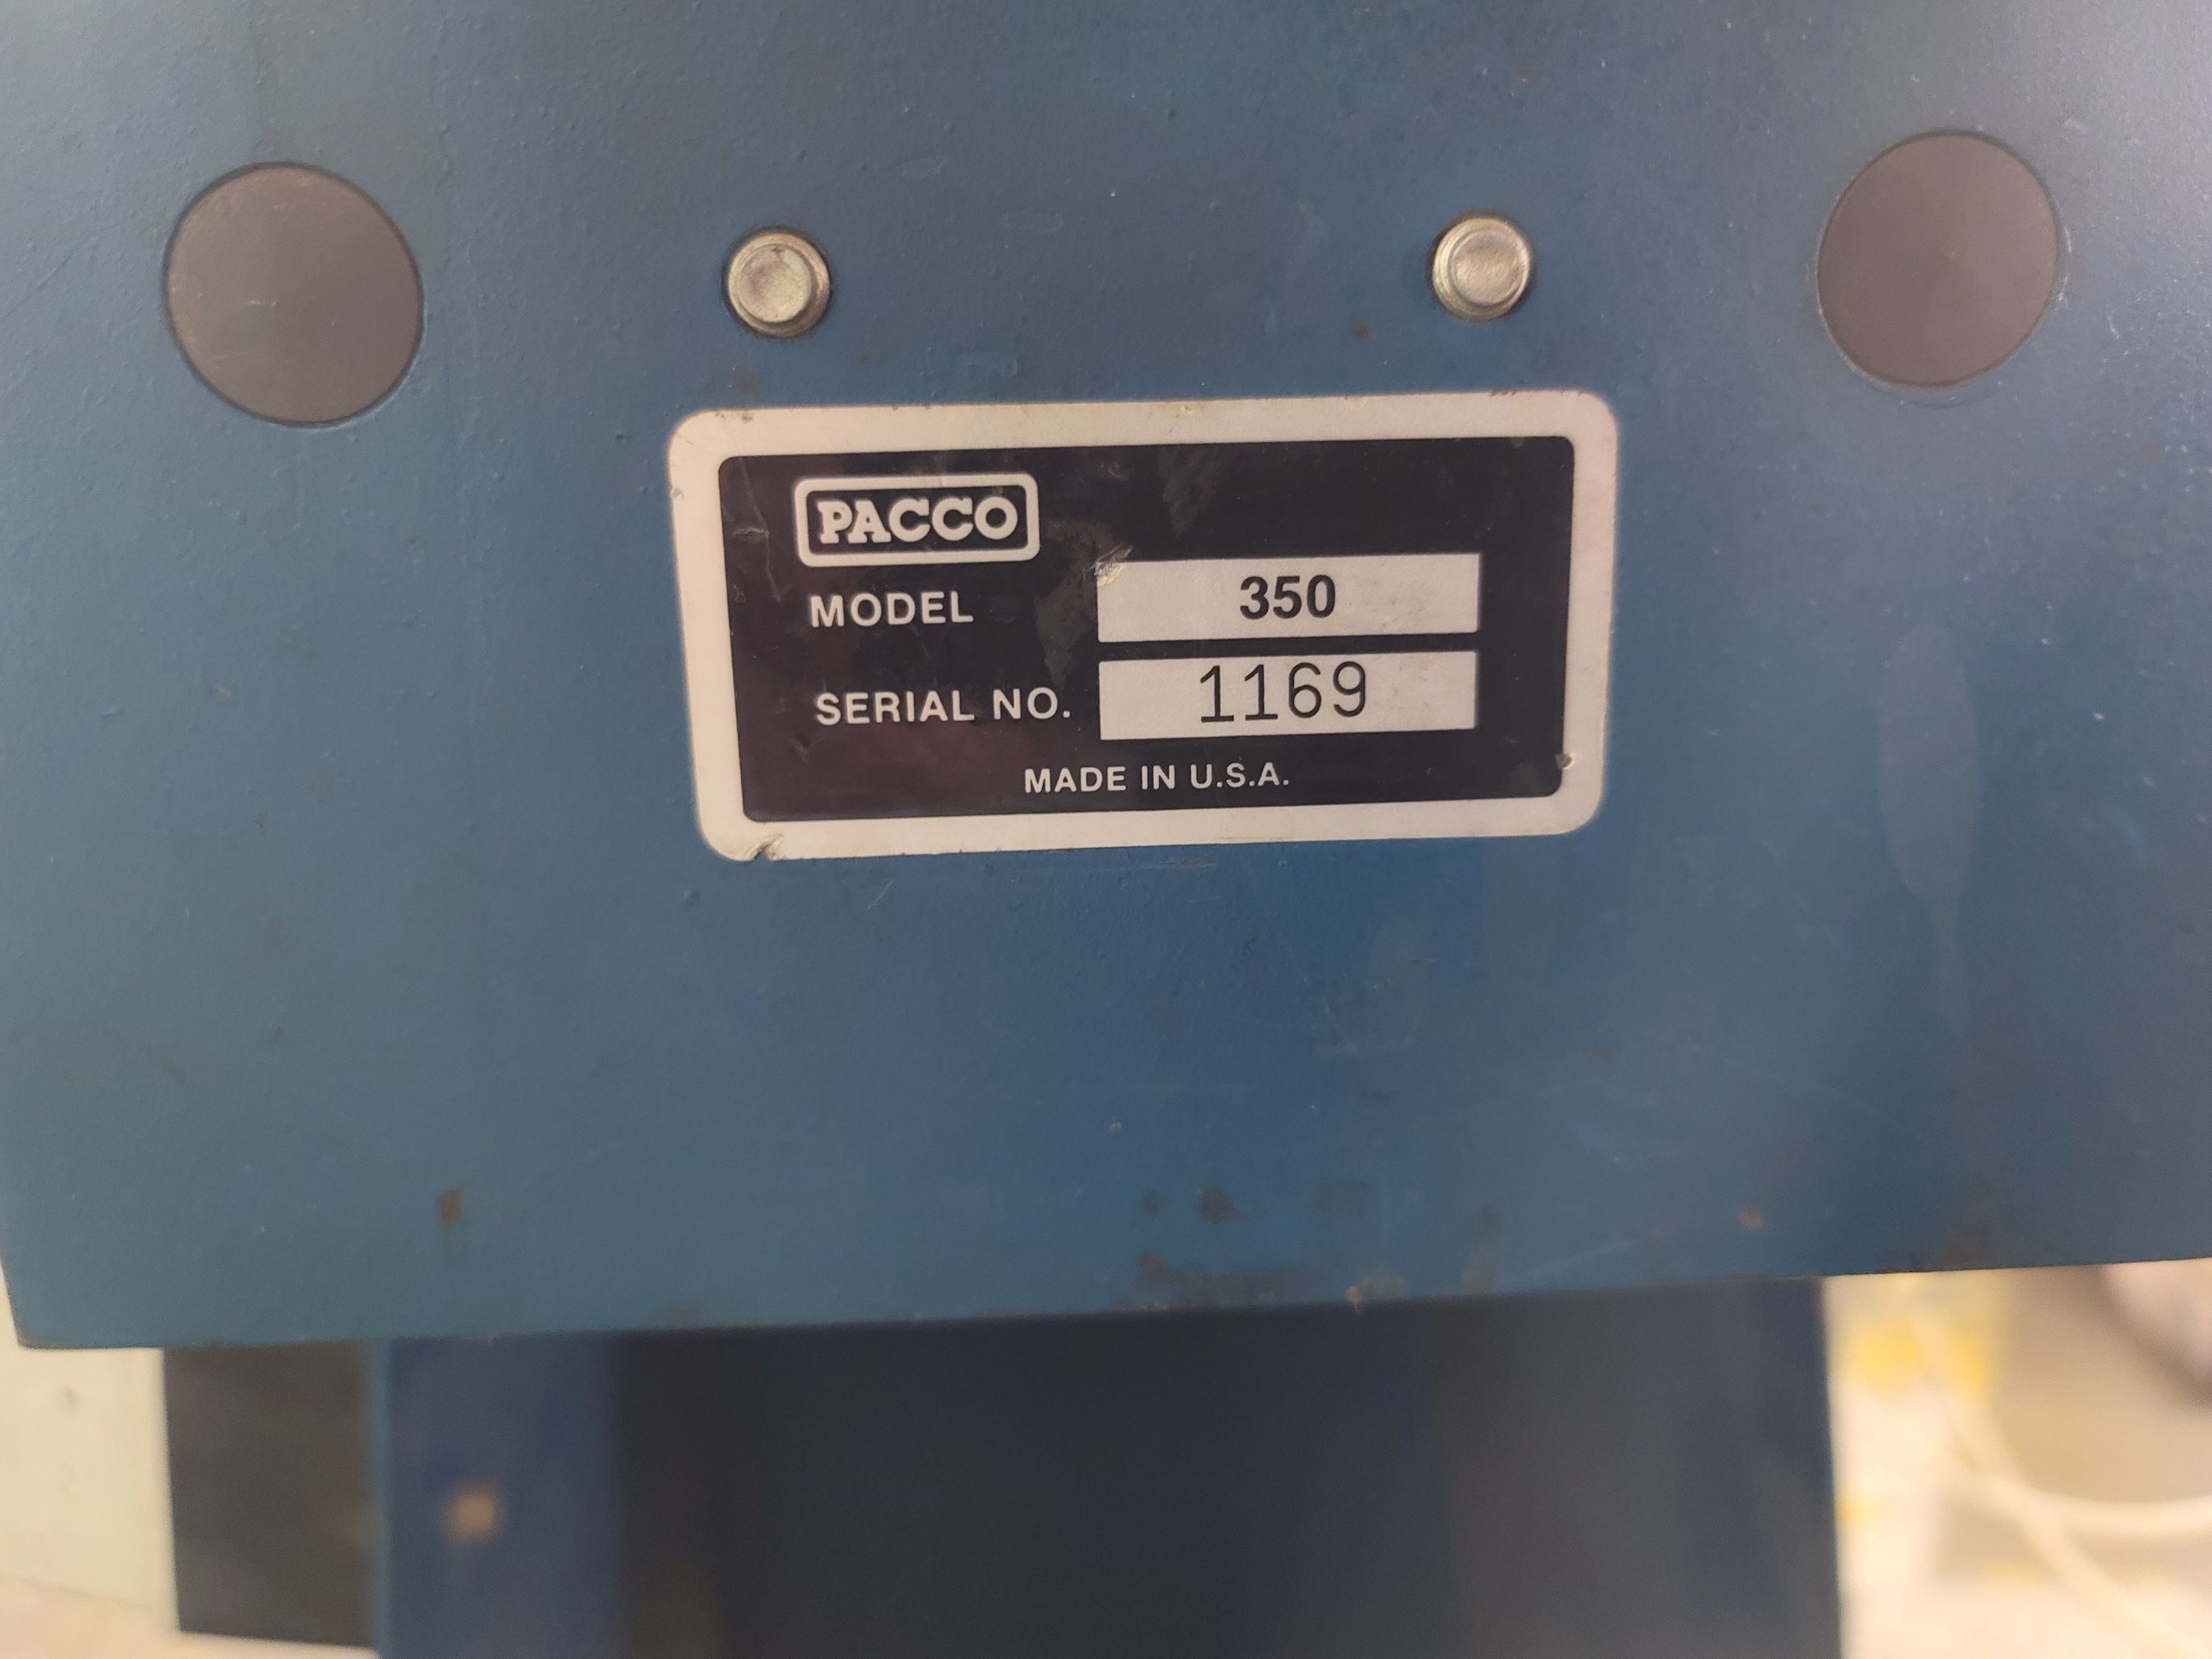 PACCO
MODEL 350
SERIAL NO. 1169
MADE IN U.S.A.